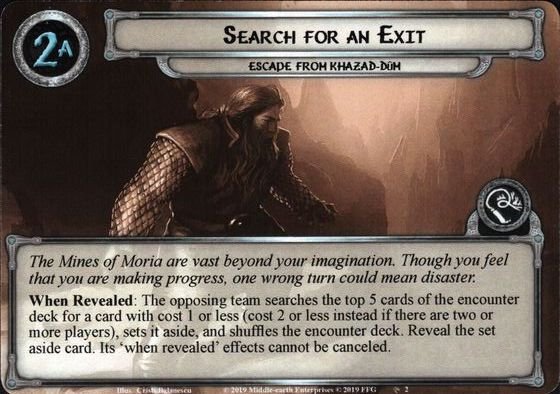 2A
SEARCH FOR AN EXIT
ESCAPE FROM KHAZAD-DÛM
The Mines of Moria are vast beyond your imagination. Though you feel
that you are making progress, one wrong turn could mean disaster.
When Revealed: The opposing team searches the top 5 cards of the encounter
deck for a card with cost 1 or less (cost 2 or less instead if there are two or
more players), sets it aside, and shuffles the encounter deck. Reveal the set
aside card. Its ‘when revealed’ effects cannot be canceled.
Illus. Cristi Balanescu © 2019 Middle-earth Enterprises © 2019 FFG 2